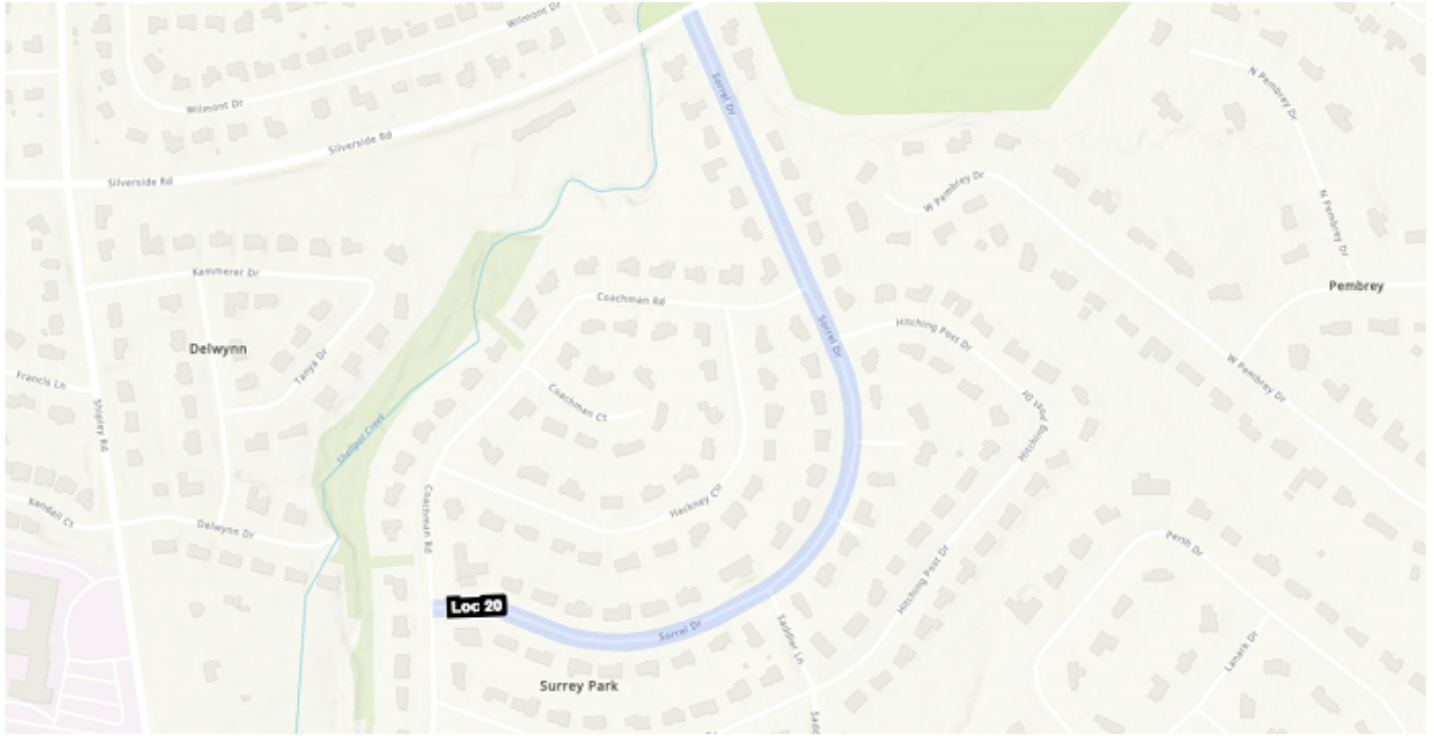 Wilmont Dr
Wilmont Dr
Silverside Rd
Silverside Rd
Sorrel Dr
N Pembrey Dr
W Pembrey Dr
N Pembrey Dr
Kammerer Dr
Coachman Rd
Pembrey
Hitching Post Dr
Sorrel Dr
Delwynn
Tanya Dr
Francis Ln
W Pembrey Dr
Coachman Ct
Hitching Post Dr
Shipley Rd
Shellpot Creek
Coachman Rd
Hackney Cir
Kendall Ct
Delwynn Dr
Perth Dr
Hitching Post Dr
Loc 20
Sorrel Dr
Saddler Ln
Lanark Dr
Surrey Park
Sadd